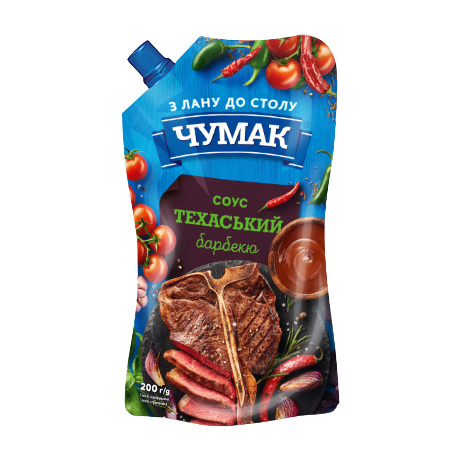 З ЛАНУ ДО СТОЛУ
ЧУМАК
СОУС
ТЕХАСЬКИЙ
барбекю
200 г/g